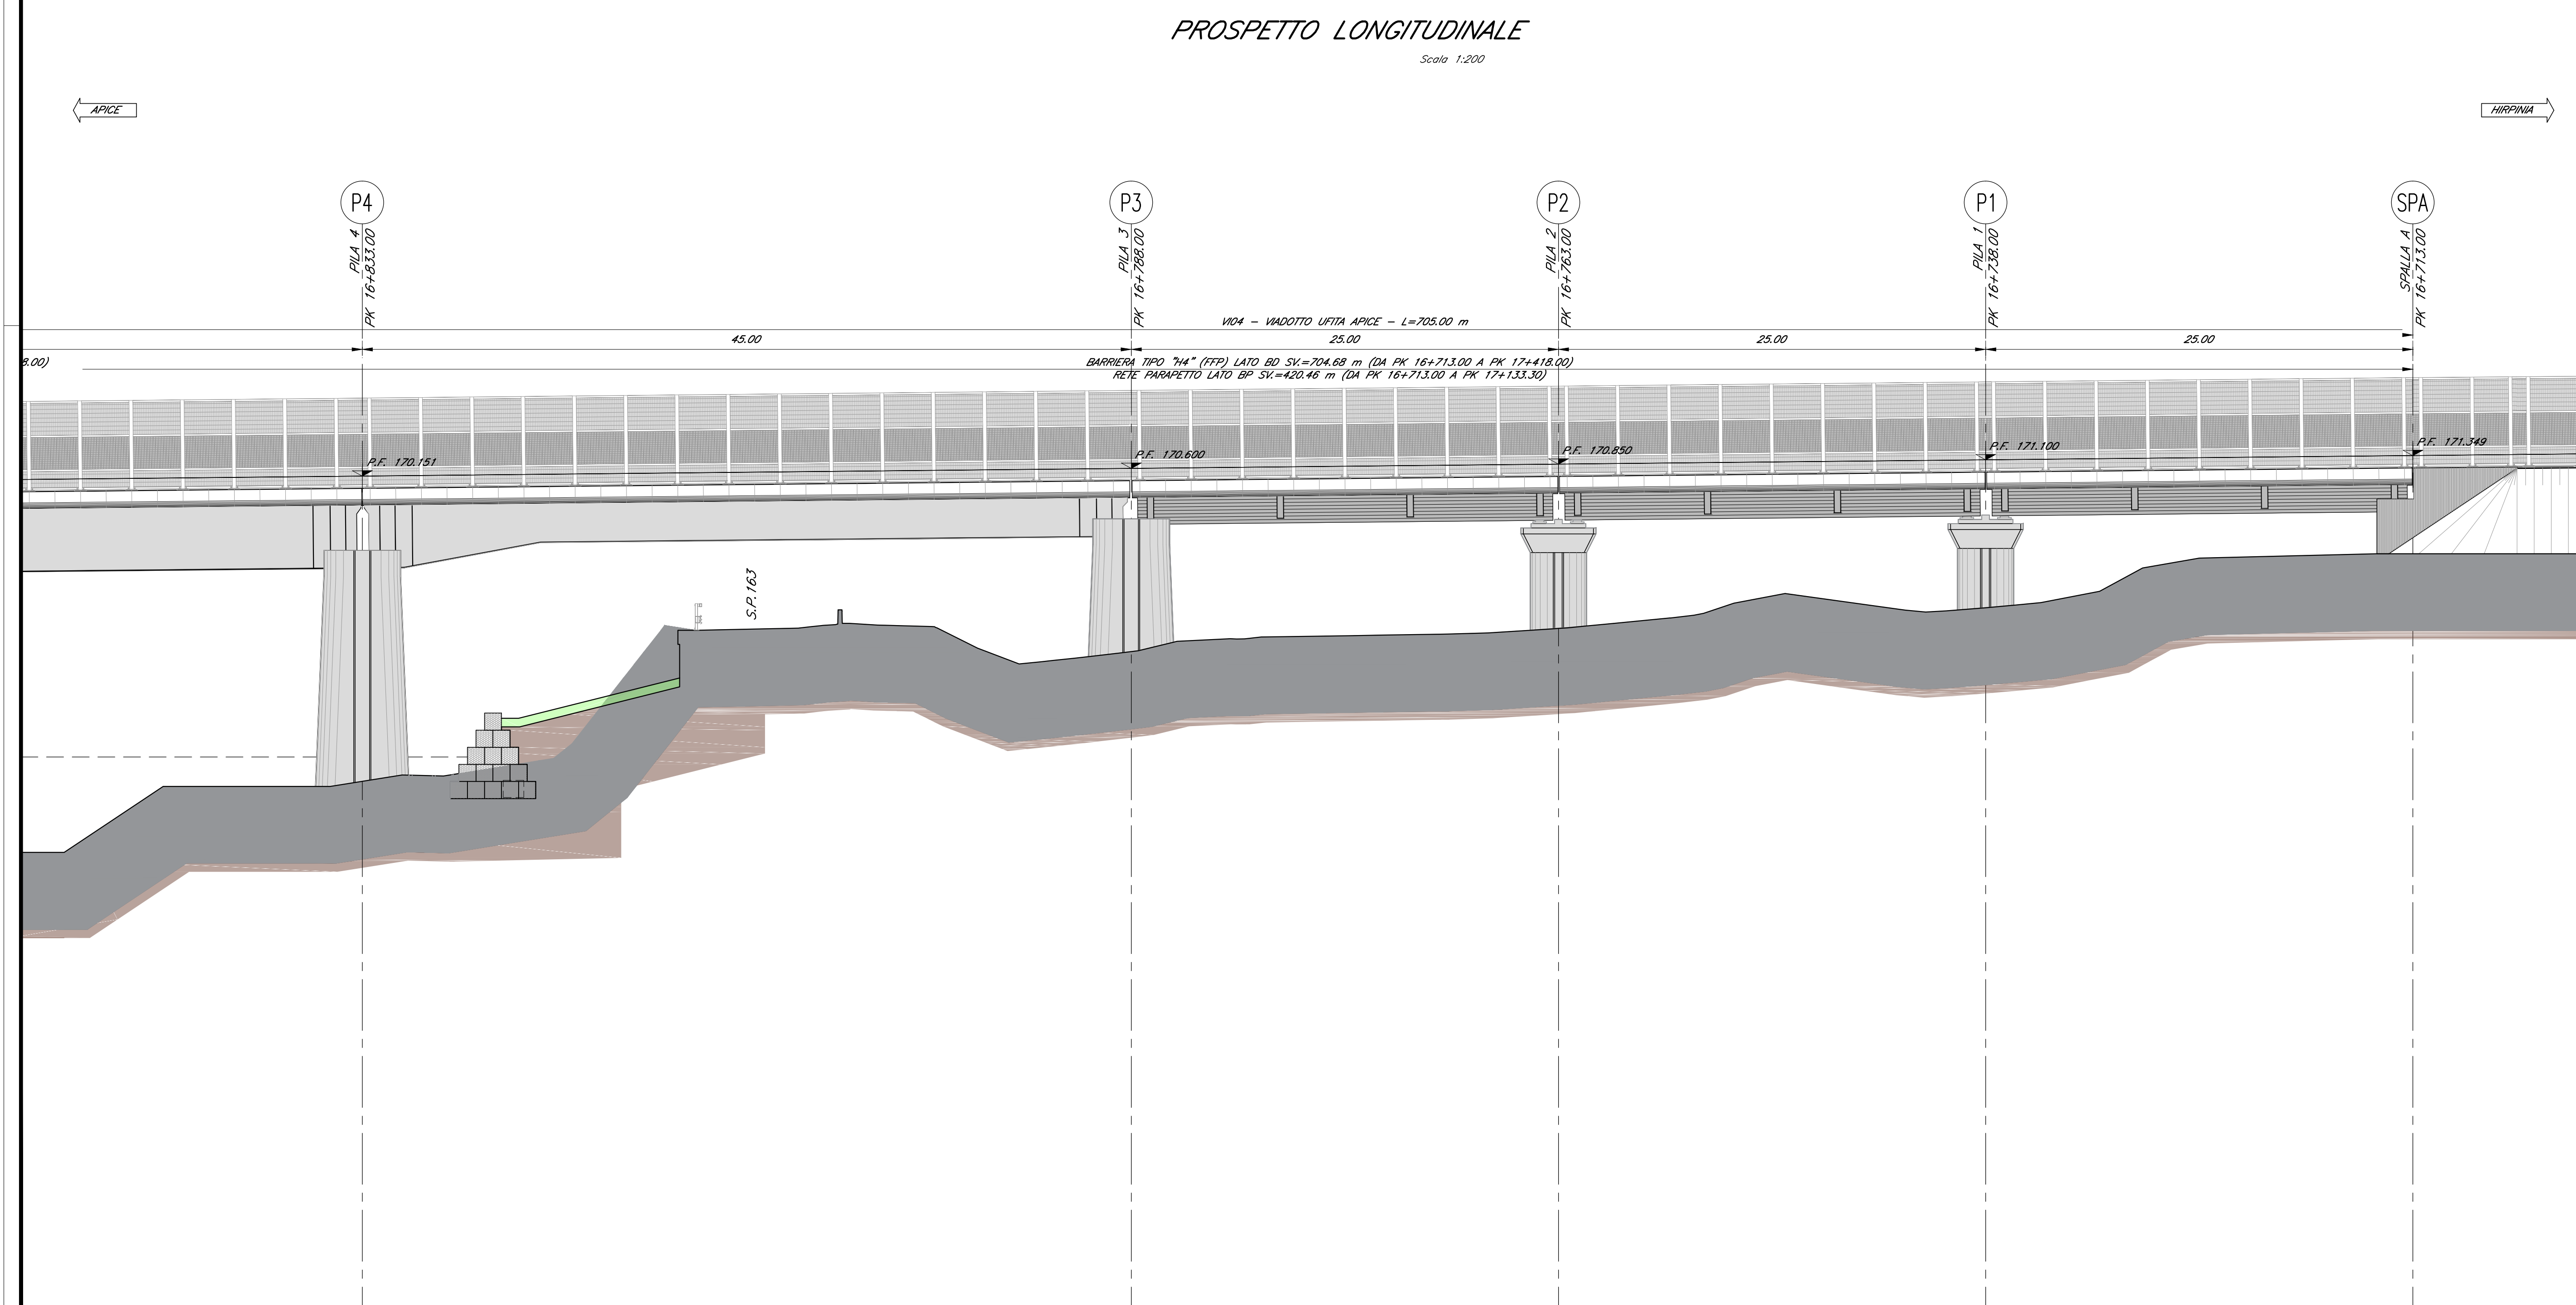 PROSPETTO LONGITUDINALE
Scala 1:200
APICE
HIRPINIA
P4
P3
P2
P1
SPA
PILA 4
PK 16+833.00
PILA 3
PK 16+788.00
PILA 2
PK 16+763.00
PILA 1
PK 16+738.00
SPALLA A
PK 16+713.00
VI04 - VIADOTTO UFITA APICE - L=705.00 m
45.00
25.00
25.00
25.00
8.00)
BARRIERA TIPO "H4" (FFP) LATO BD SV.=704.68 m (DA PK 16+713.00 A PK 17+418.00)
RETE PARAPETTO LATO BP SV.=420.46 m (DA PK 16+713.00 A PK 17+133.30)
P.F. 170.151
P.F. 170.600
P.F. 170.850
P.F. 171.100
P.F. 171.349
S.P.163